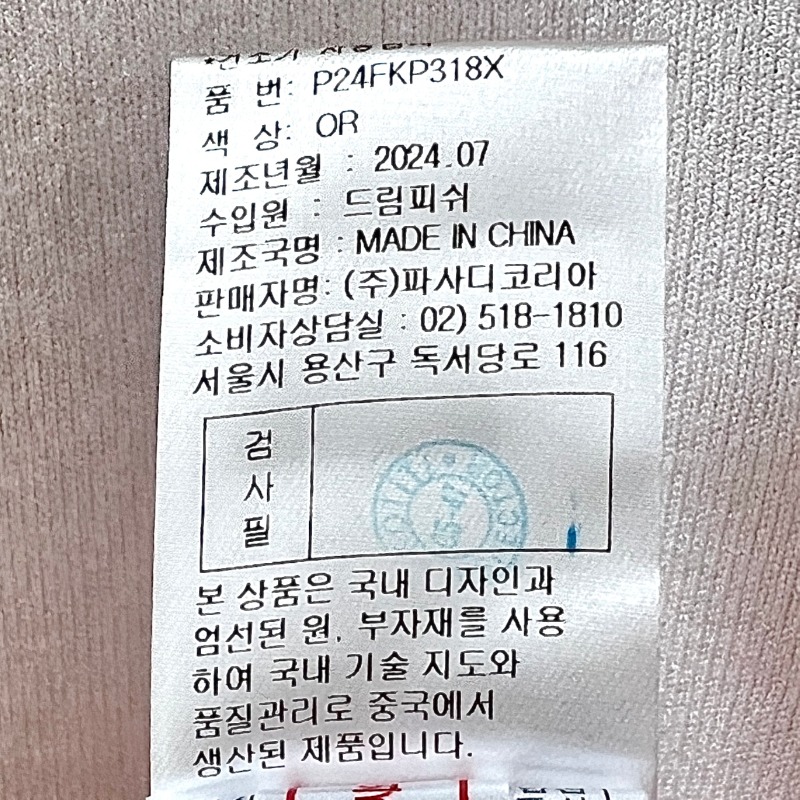 품 번: P24FKP318X
색 상: OR
제조년월 : 2024.07
수입원 : 드림피쉬
제조국명 : MADE IN CHINA
판매자명: (주)파사디코리아
소비자상담실 : 02) 518-1810
서울시 용산구 독서당로 116
검
사
필
본 상품은 국내 디자인과
엄선된 원, 부자재를 사용
하여 국내 기술 지도와
품질관리로 중국에서
생산된 제품입니다.